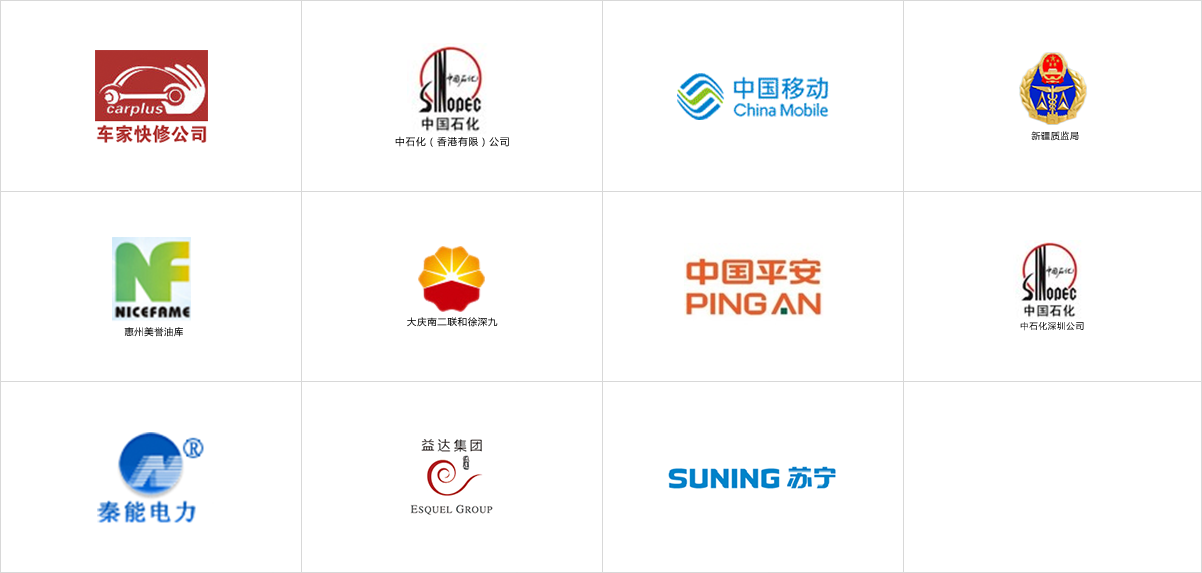 carplus
车家快修公司
中国石化
SINOPEC
中国石化
中石化（香港有限）公司
中国移动
China Mobile
新疆质监局
NF
NICEFAME
惠州美誉油库
大庆南二联和徐深九
中国平安
PING AN
中国石化
SINOPEC
中国石化
中石化深圳公司
N
®
秦能电力
益达集团
ESQUEL GROUP
SUNING 苏宁